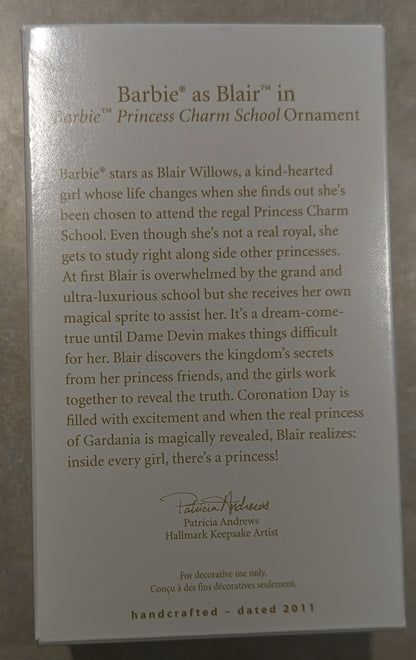 Barbie® as Blair™ in
Barbie™ Princess Charm School Ornament
Barbie® stars as Blair Willows, a kind-hearted
girl whose life changes when she finds out she's
been chosen to attend the regal Princess Charm
School. Even though she's not a real royal, she
gets to study right along side other princesses.
At first Blair is overwhelmed by the grand and
ultra-luxurious school but she receives her own
magical sprite to assist her. It's a dream-come-
true until Dame Devin makes things difficult
for her. Blair discovers the kingdom's secrets
from her princess friends, and the girls work
together to reveal the truth. Coronation Day is
filled with excitement and when the real princess
of Gardania is magically revealed, Blair realizes:
inside every girl, there's a princess!
Patricia Andrews
Patricia Andrews
Hallmark Keepsake Artist
For decorative use only.
Conçu à des fins décoratives seulement.
handcrafted – dated 2011